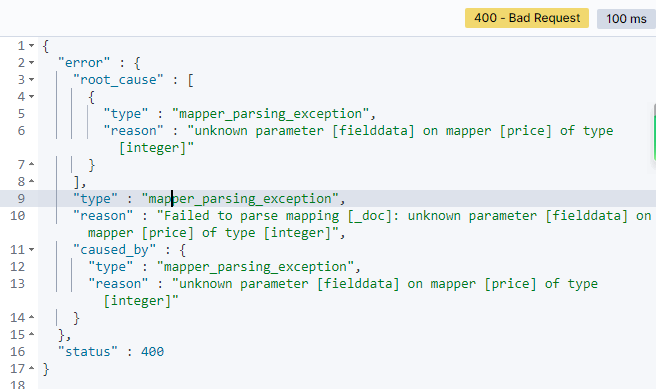 400 - Bad Request 100 ms
1 {
2 "error" : {
3 "root_cause" : [
4 {
5 "type" : "mapper_parsing_exception",
6 "reason" : "unknown parameter [fielddata] on mapper [price] of type
[integer]"
7 }
8 ],
9 "type" : "mapper_parsing_exception",
10 "reason" : "Failed to parse mapping [_doc]: unknown parameter [fielddata] on
mapper [price] of type [integer]",
11 "caused_by" : {
12 "type" : "mapper_parsing_exception",
13 "reason" : "unknown parameter [fielddata] on mapper [price] of type
[integer]"
14 }
15 },
16 "status" : 400
17 }
18